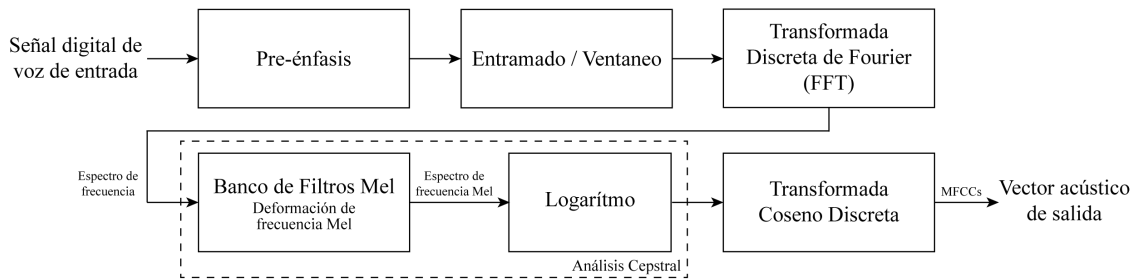 Señal digital de
voz de entrada
Pre-énfasis
Entramado / Ventaneo
Transformada
Discreta de Fourier
(FFT)
Espectro de
frecuencia
Banco de Filtros Mel
Deformación de
frecuencia Mel
Espectro de
frecuencia Mel
Logarítmo
Transformada
Coseno Discreta
MFCCs
Vector acústico
de salida
Análisis Cepstral